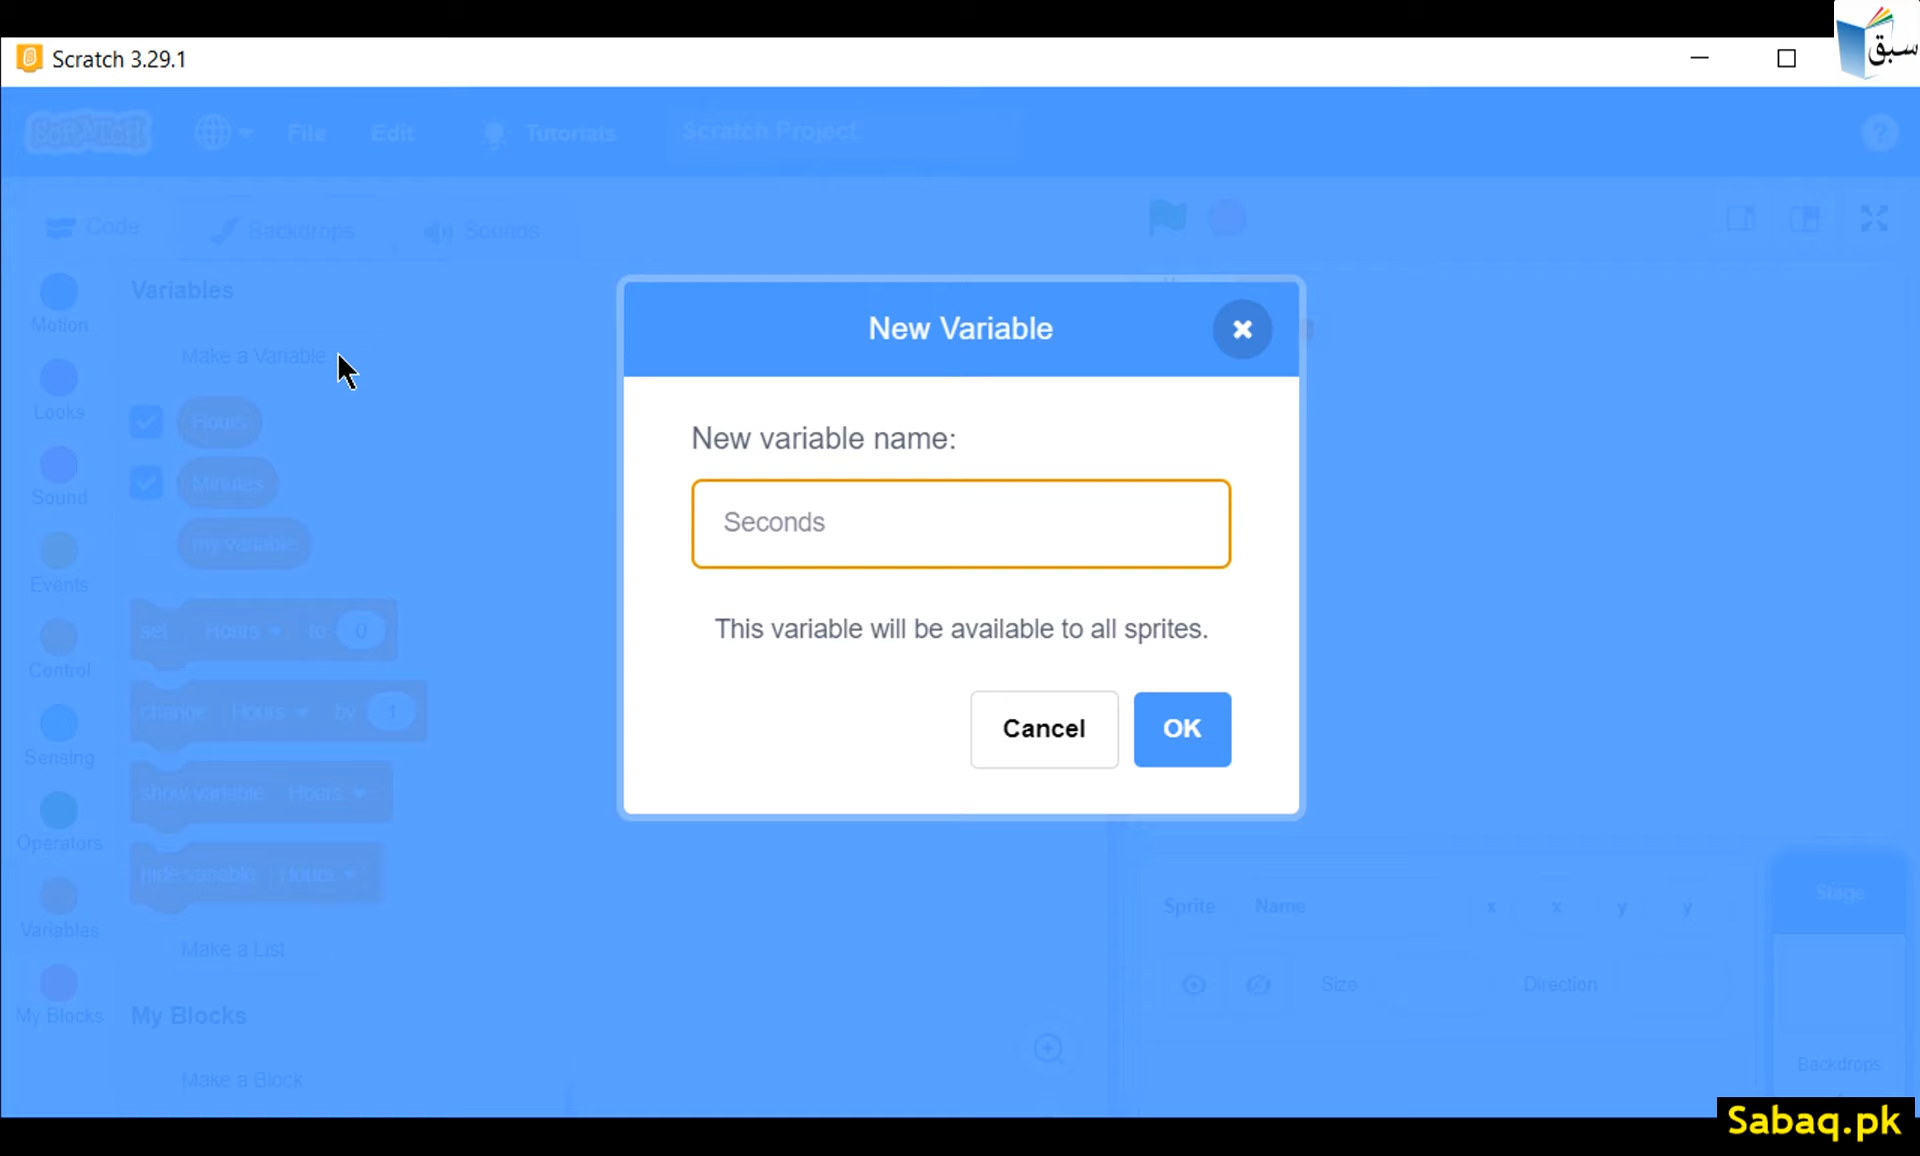 سبق
Scratch 3.29.1
SCRATCH
File
Edit
Tutorials
Scratch Project
?
Code
Backdrops
Sounds
Motion
Looks
Sound
Events
Control
Sensing
Operators
Variables
My Blocks
Variables
Make a Variable
Hours
Minutes
my variable
set Hours to 0
change Hours by 1
show variable Hours
hide variable Hours
Make a List
My Blocks
Make a Block
New Variable
New variable name:
Seconds
This variable will be available to all sprites.
Cancel
OK
Sprite
Name
x
x
y
y
Size
Direction
Stage
Backdrops
Sabaq.pk